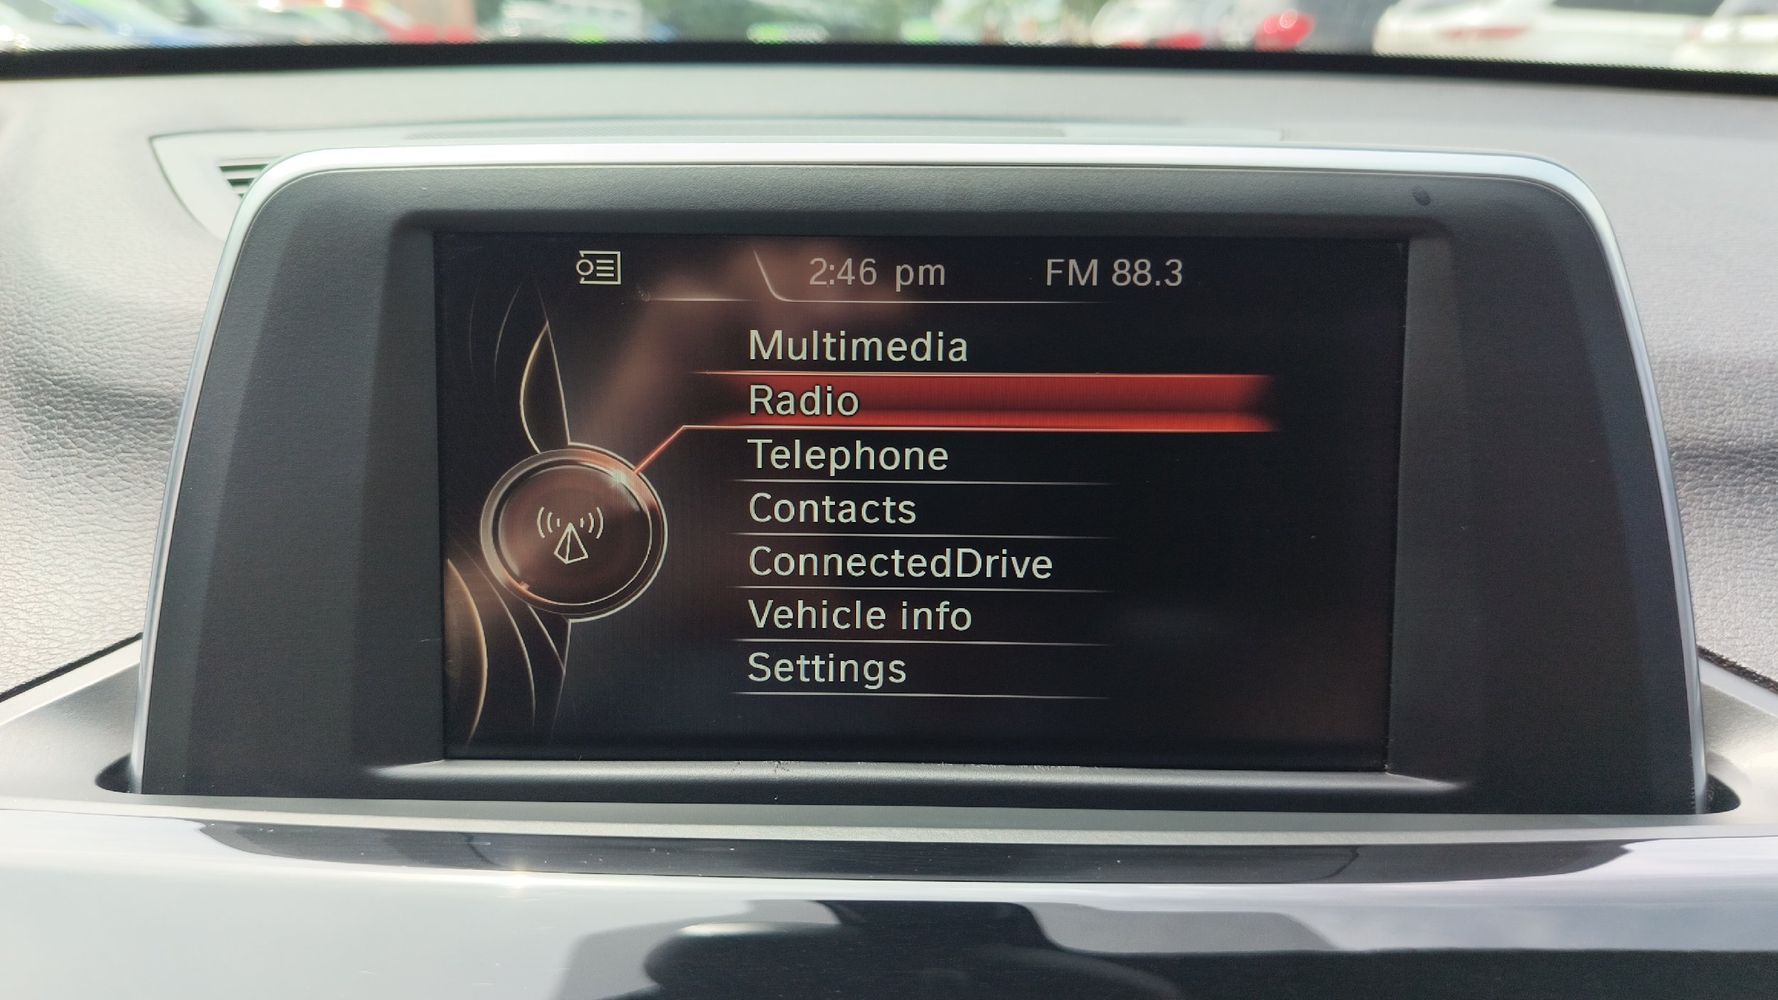 2:46 pm FM 88.3
Multimedia
Radio
Telephone
Contacts
ConnectedDrive
Vehicle info
Settings